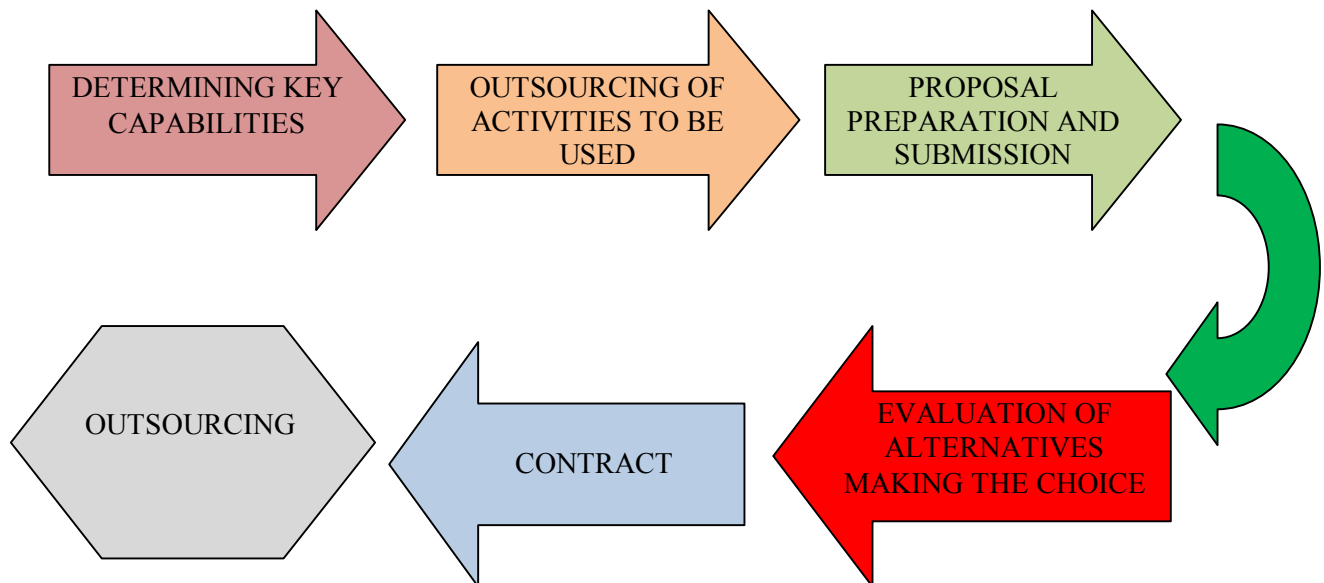 DETERMINING KEY
CAPABILITIES
OUTSOURCING OF
ACTIVITIES TO BE
USED
PROPOSAL
PREPARATION AND
SUBMISSION
EVALUATION OF
ALTERNATIVES
MAKING THE CHOICE
CONTRACT
OUTSOURCING